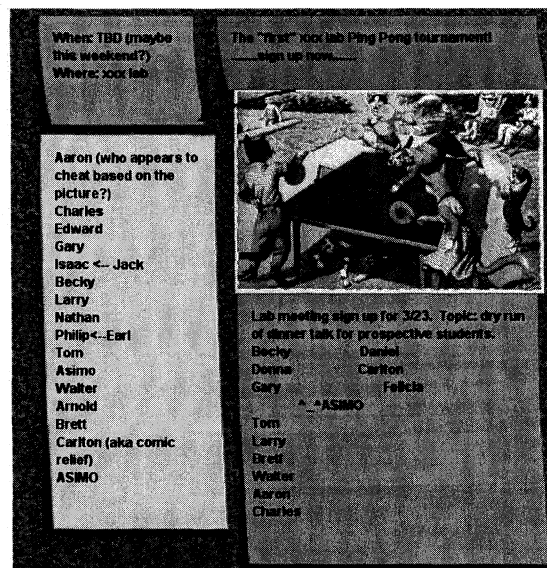 When: TBD (maybe
this weekend?)
Where: xxx lab
The "first" xxx lab Ping Pong tournament!
......sign up now......
Aaron (who appears to
cheat based on the
picture?)
Charles
Edward
Gary
Isaac <-- Jack
Becky
Larry
Nathan
Philip<--Earl
Tom
Asimo
Walter
Arnold
Brett
Carlton (aka comic
relief)
ASIMO
Lab meeting sign up for 3/23. Topic: dry run
of dinner talk for prospective students.
Becky Daniel
Donna Carlton
Gary Felicia
^_^ASIMO
Tom
Larry
Brett
Walter
Aaron
Charles